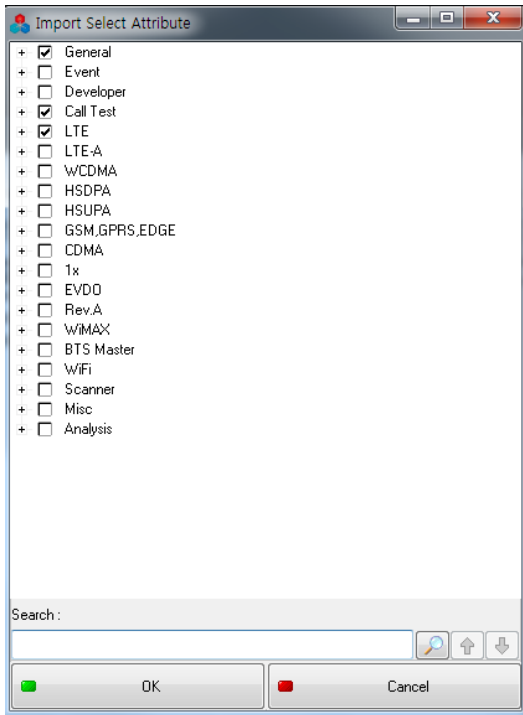 Import Select Attribute
General
Event
Developer
Call Test
LTE
LTE-A
WCDMA
HSDPA
HSUPA
GSM,GPRS,EDGE
CDMA
1x
EVDO
Rev.A
WiMAX
BTS Master
WiFi
Scanner
Misc
Analysis
Search :
OK Cancel